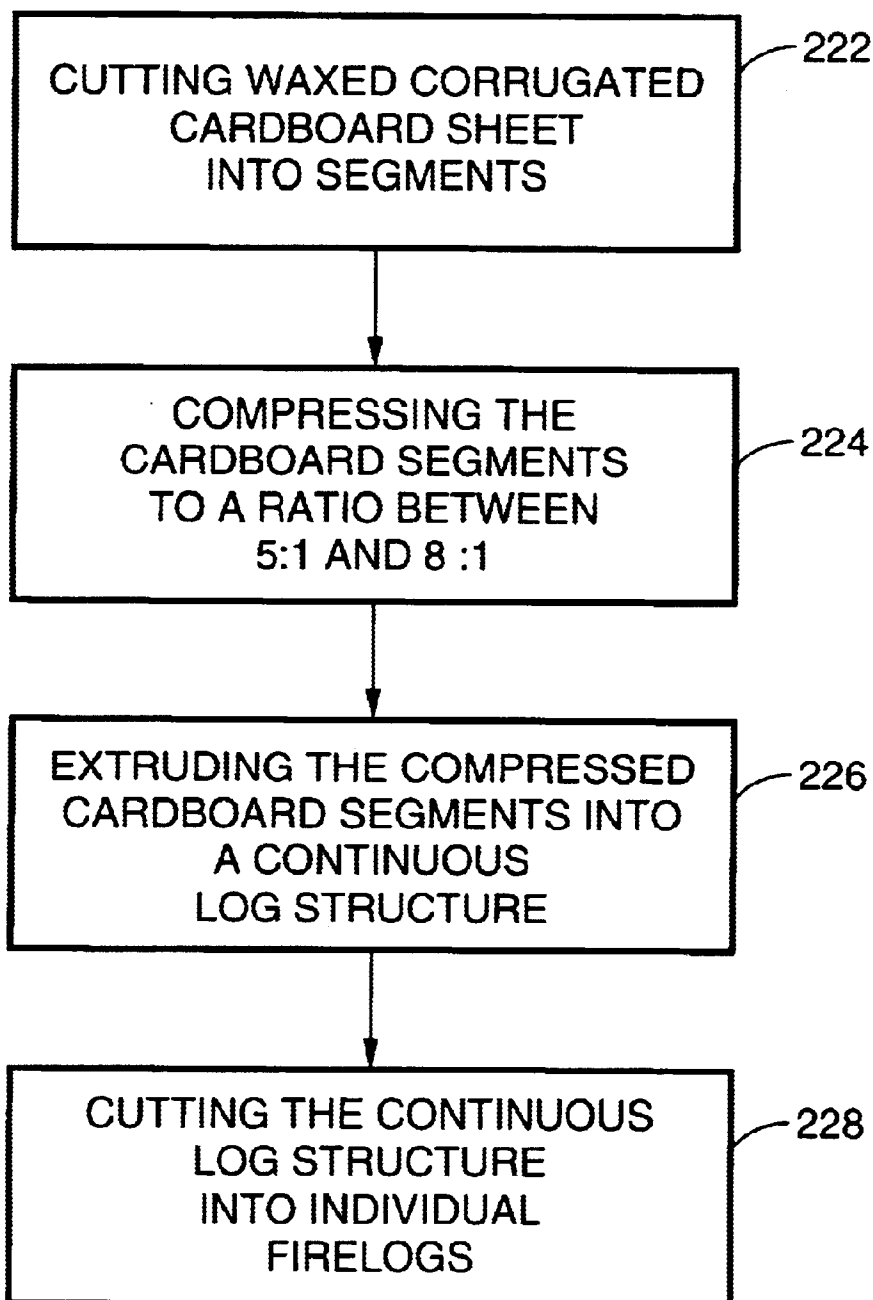 CUTTING WAXED CORRUGATED
CARDBOARD SHEET
INTO SEGMENTS
222
COMPRESSING THE
CARDBOARD SEGMENTS
TO A RATIO BETWEEN
5:1 AND 8 :1
224
EXTRUDING THE COMPRESSED
CARDBOARD SEGMENTS INTO
A CONTINUOUS
LOG STRUCTURE
226
CUTTING THE CONTINUOUS
LOG STRUCTURE
INTO INDIVIDUAL
FIRELOGS
228